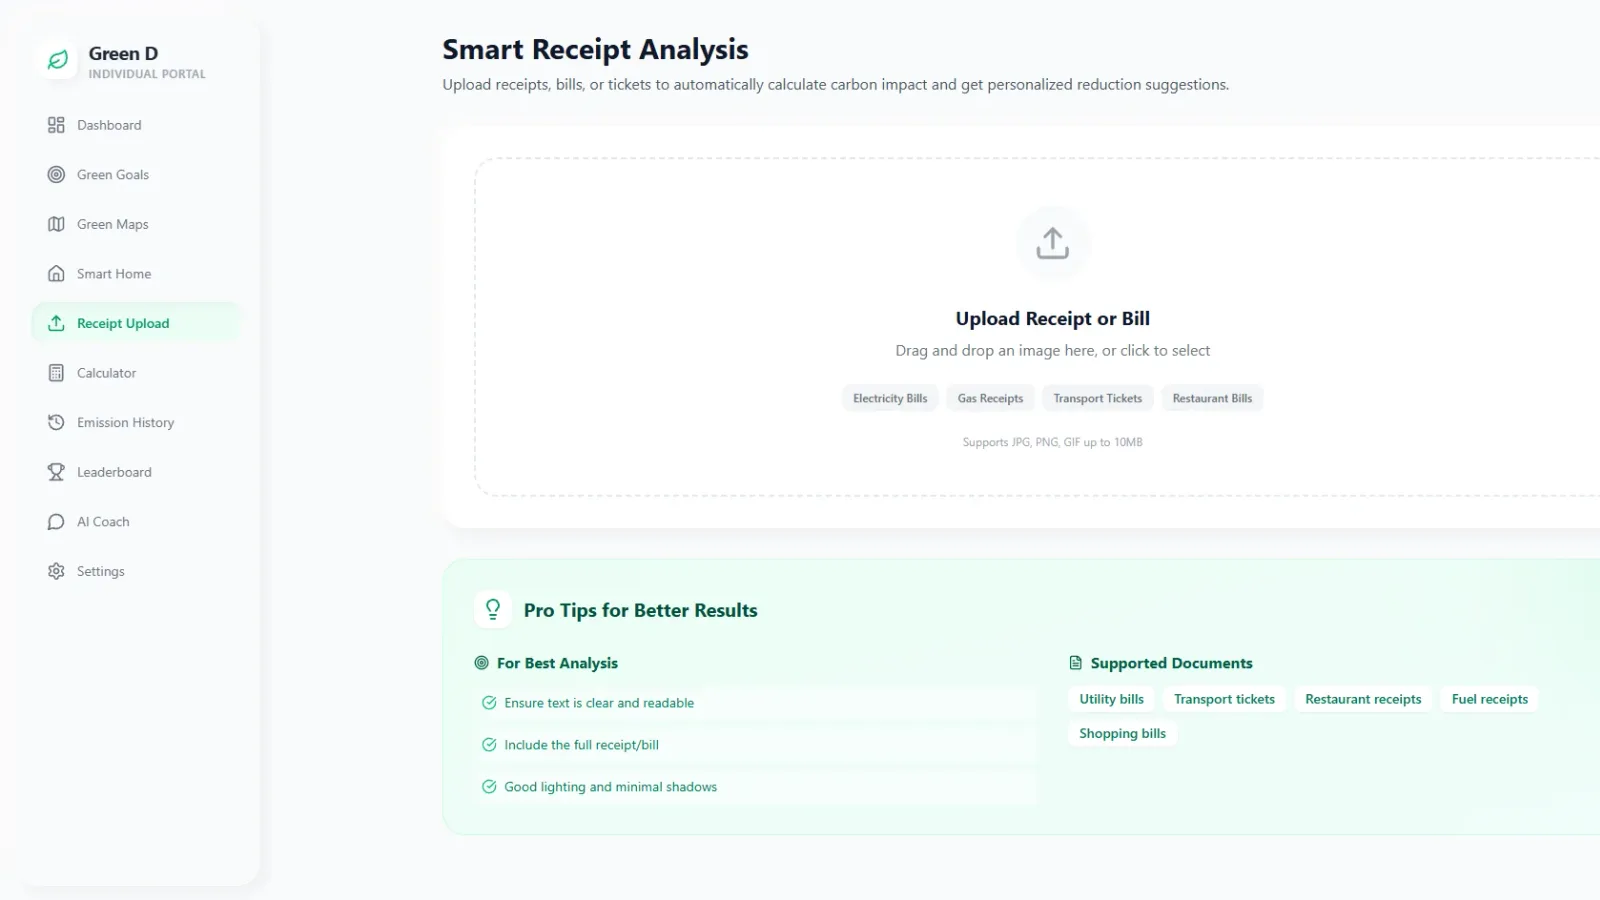 Green D
INDIVIDUAL PORTAL
Dashboard
Green Goals
Green Maps
Smart Home
Receipt Upload
Calculator
Emission History
Leaderboard
AI Coach
Settings
Smart Receipt Analysis
Upload receipts, bills, or tickets to automatically calculate carbon impact and get personalized reduction suggestions.
Upload Receipt or Bill
Drag and drop an image here, or click to select
Electricity Bills Gas Receipts Transport Tickets Restaurant Bills
Supports JPG, PNG, GIF up to 10MB
Pro Tips for Better Results
For Best Analysis
Ensure text is clear and readable
Include the full receipt/bill
Good lighting and minimal shadows
Supported Documents
Utility bills Transport tickets Restaurant receipts Fuel receipts
Shopping bills